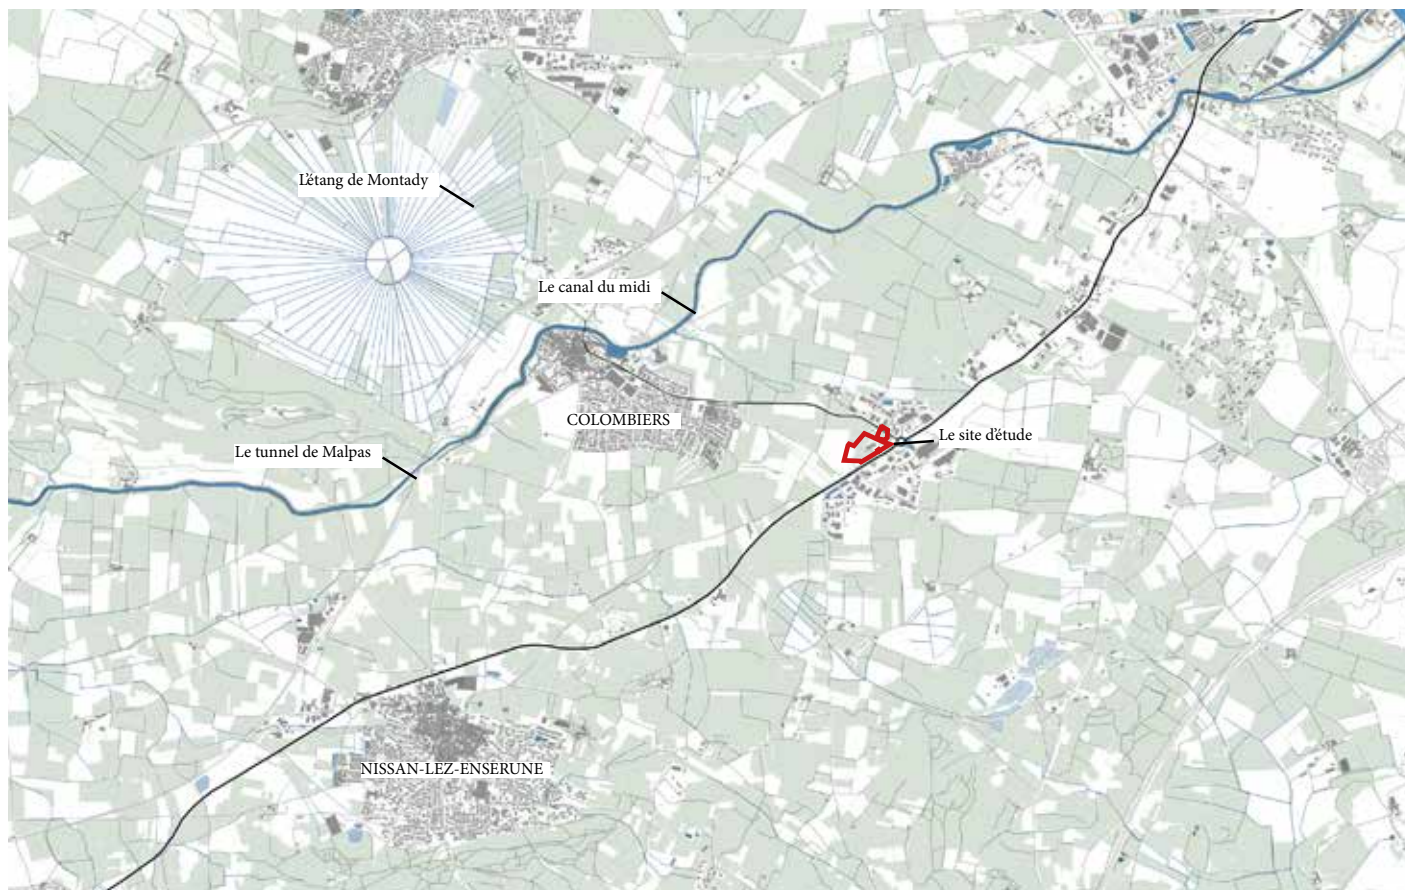 L'étang de Montady
Le canal du midi
COLOMBIERS
Le site d'étude
Le tunnel de Malpas
NISSAN-LEZ-ENSERUNE